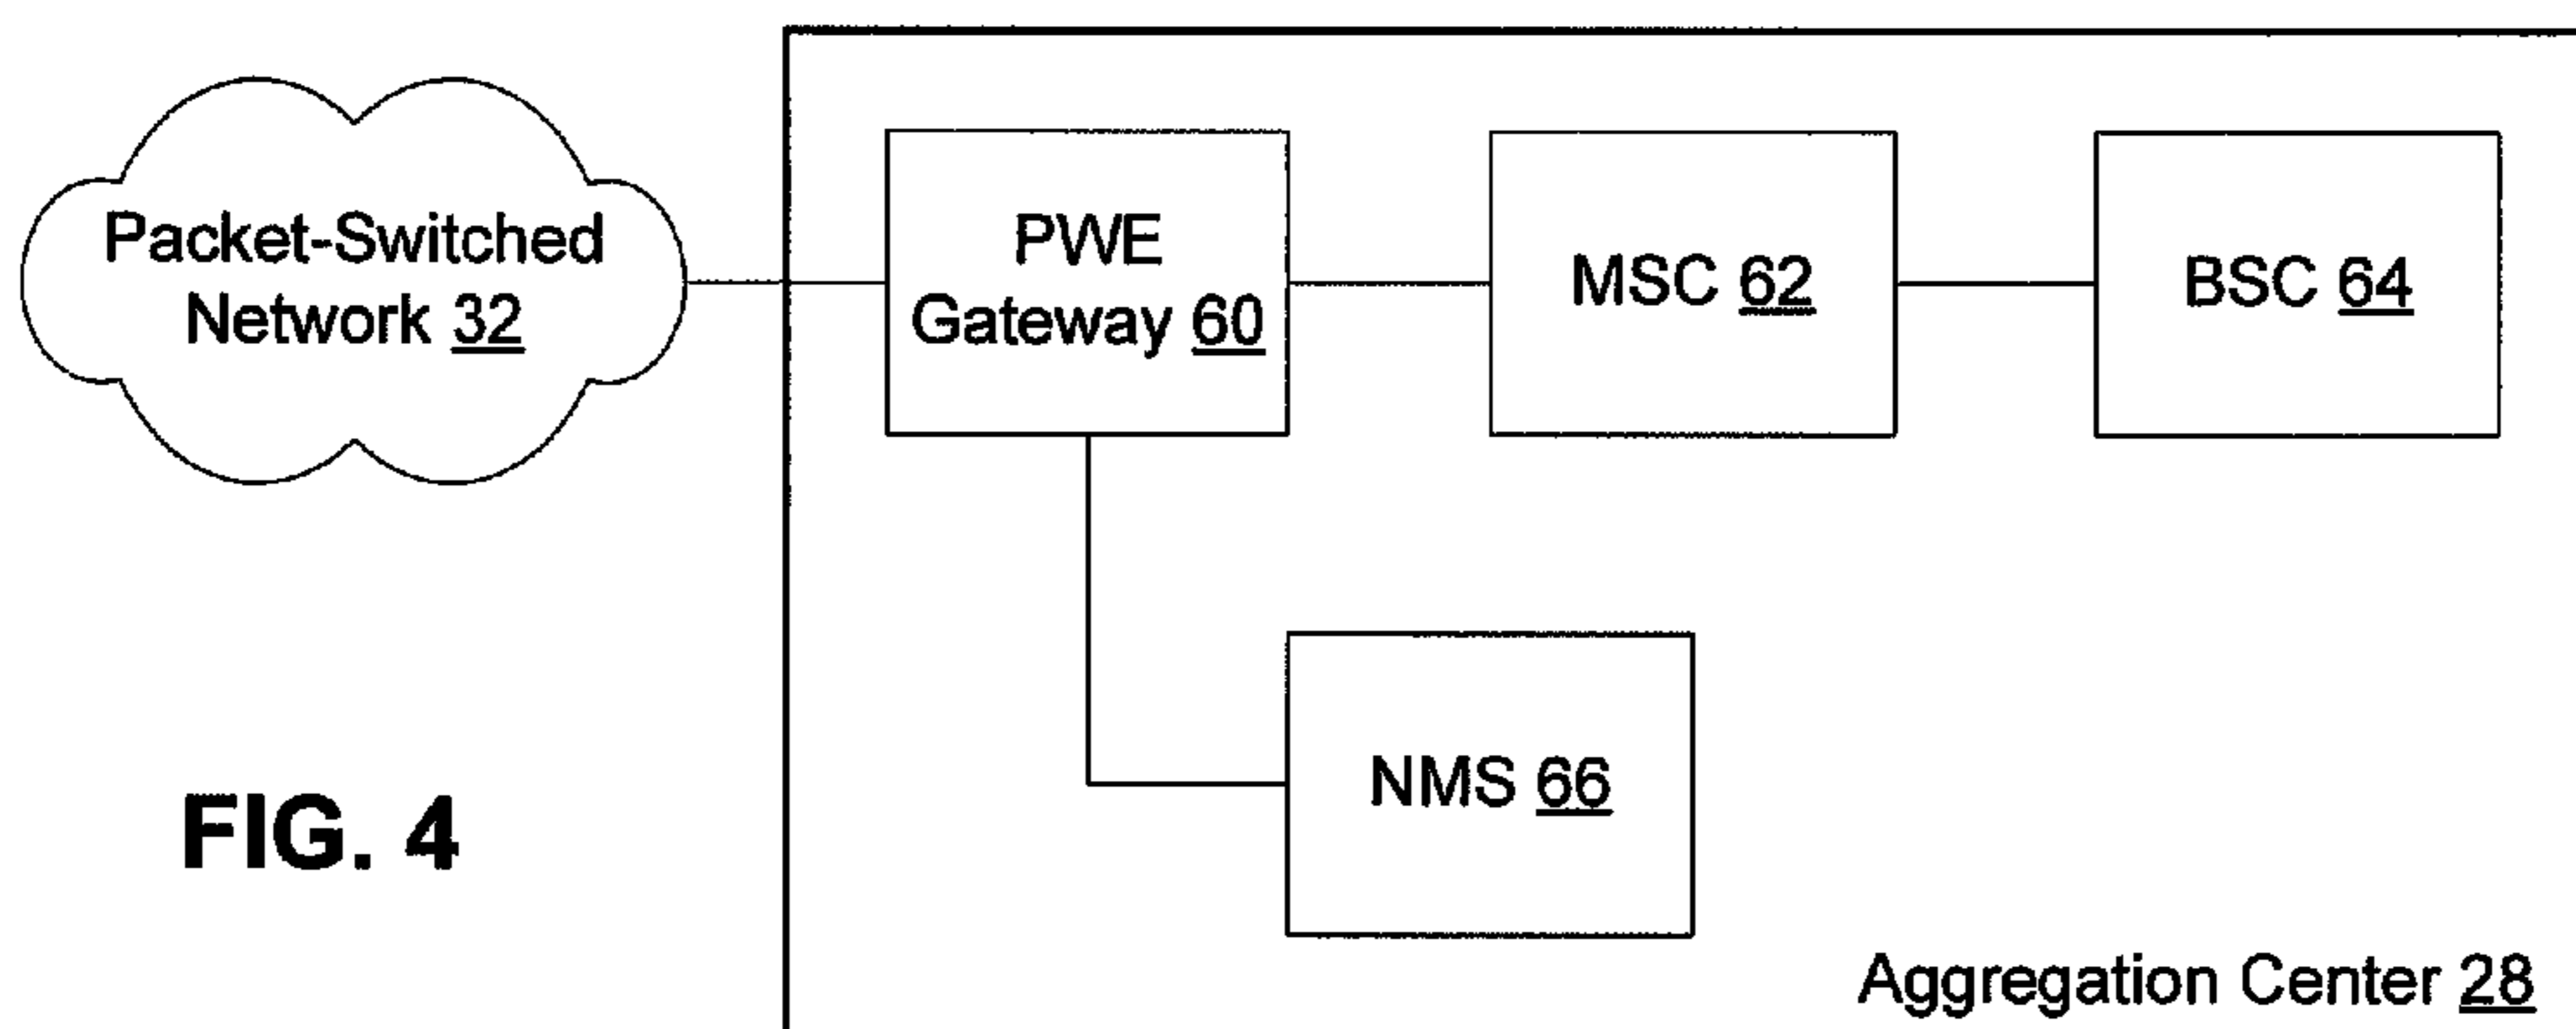 Packet-Switched
Network 32
PWE
Gateway 60
MSC 62
BSC 64
NMS 66
FIG. 4
Aggregation Center 28